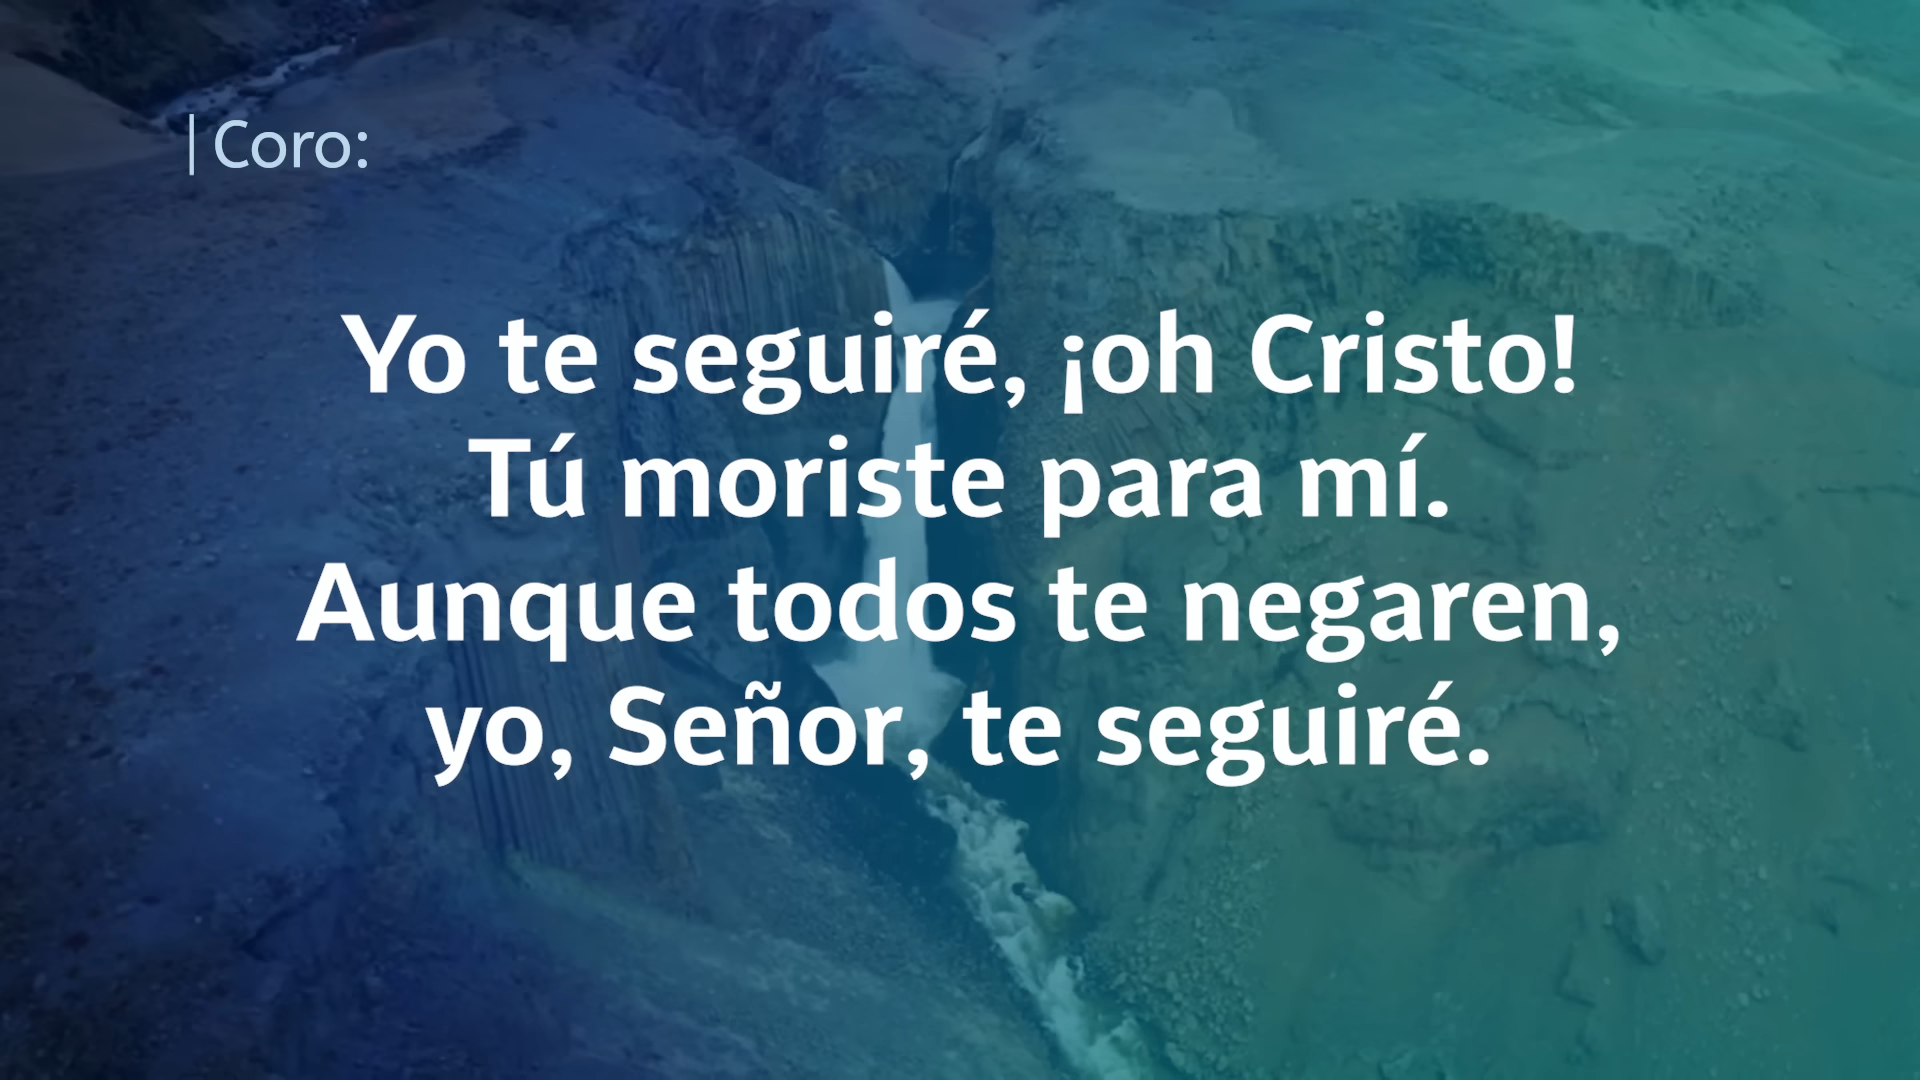 Coro:
Yo te seguiré, ¡oh Cristo!
Tú moriste para mí.
Aunque todos te negaren,
yo, Señor, te seguiré.